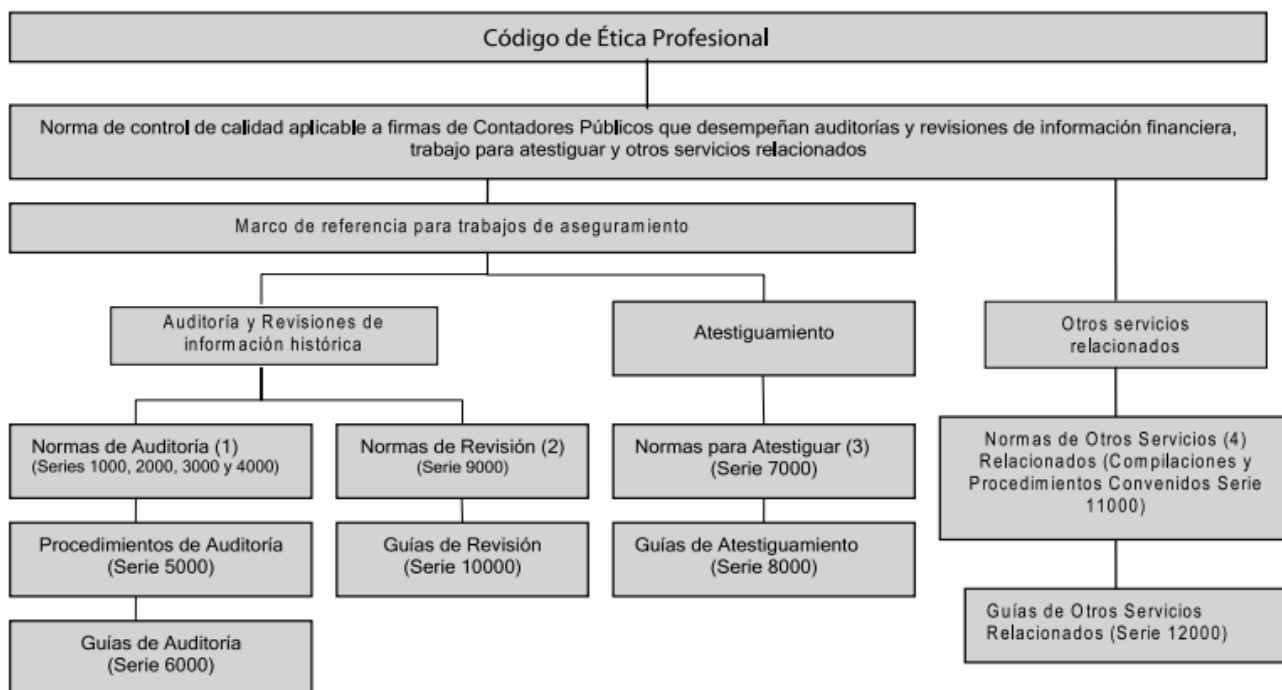 Código de Ética Profesional
Norma de control de calidad aplicable a firmas de Contadores Públicos que desempeñan auditorías y revisiones de información financiera,
trabajo para atestiguar y otros servicios relacionados
Marco de referencia para trabajos de aseguramiento
Auditoría y Revisiones de
información histórica
Atestiguamiento
Otros servicios
relacionados
Normas de Auditoría (1)
(Series 1000, 2000, 3000 y 4000)
Normas de Revisión (2)
(Serie 9000)
Normas para Atestiguar (3)
(Serie 7000)
Normas de Otros Servicios (4)
Relacionados (Compilaciones y
Procedimientos Convenidos Serie
11000)
Procedimientos de Auditoría
(Serie 5000)
Guías de Revisión
(Serie 10000)
Guías de Atestiguamiento
(Serie 8000)
Guías de Otros Servicios
Relacionados (Serie 12000)
Guías de Auditoría
(Serie 6000)